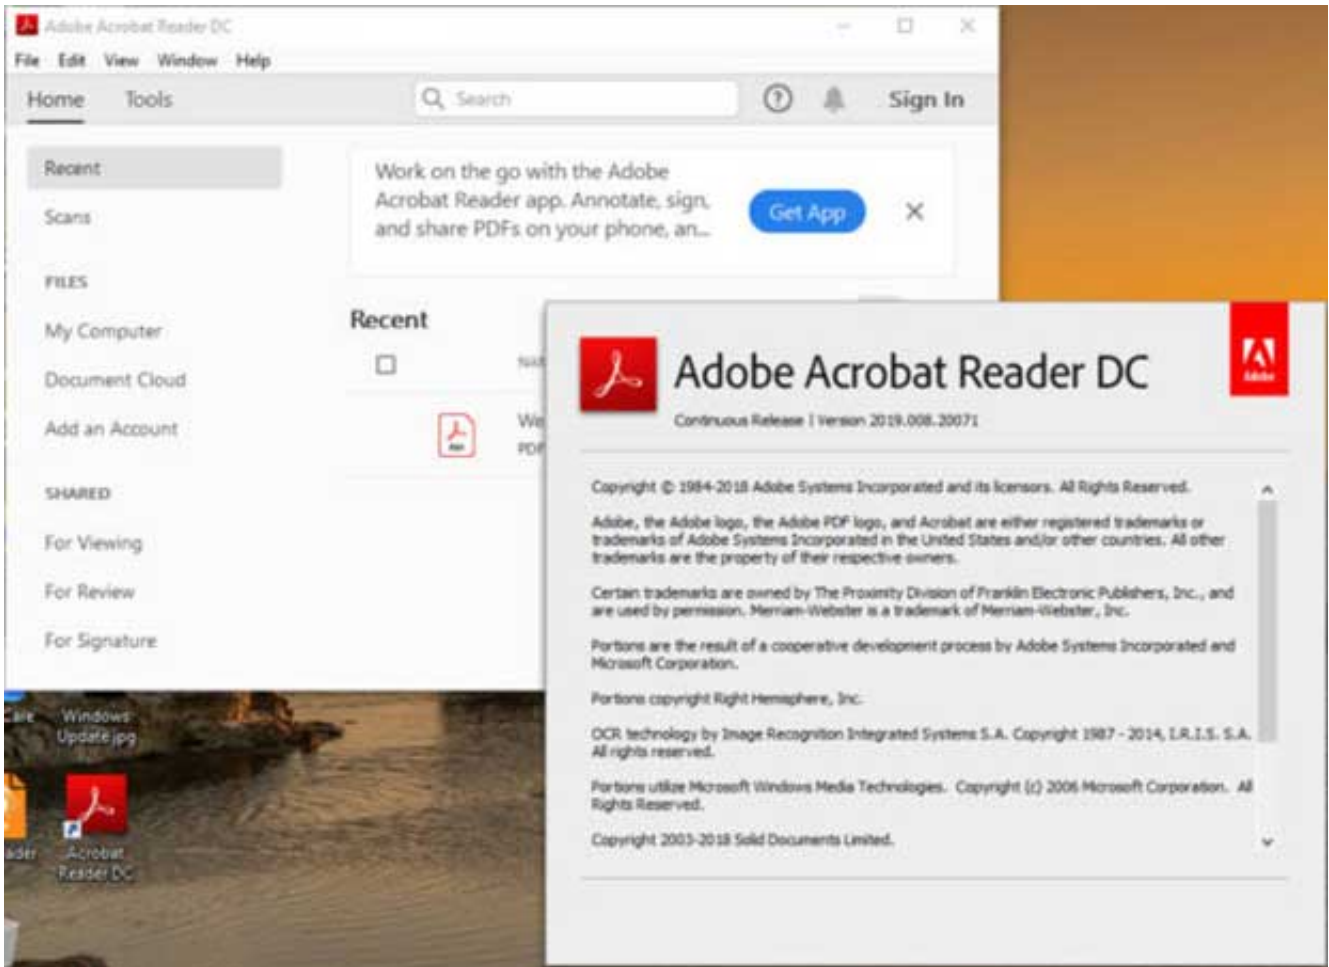 Adobe Acrobat Reader DC
File Edit View Window Help
Home Tools Search Sign In
Recent
Scans
FILES
My Computer
Document Cloud
Add an Account
SHARED
For Viewing
For Review
For Signature
Work on the go with the Adobe
Acrobat Reader app. Annotate, sign,
and share PDFs on your phone, an...
Get App
Recent
We
PDF
Adobe Acrobat Reader DC
Adobe
Continuous Release | Version 2019.008.20071
Copyright © 1984-2018 Adobe Systems Incorporated and its licensors. All Rights Reserved.
Adobe, the Adobe logo, the Adobe PDF logo, and Acrobat are either registered trademarks or
trademarks of Adobe Systems Incorporated in the United States and/or other countries. All other
trademarks are the property of their respective owners.
Certain trademarks are owned by The Proximity Division of Franklin Electronic Publishers, Inc., and
are used by permission. Merriam-Webster is a trademark of Merriam-Webster, Inc.
Portions are the result of a cooperative development process by Adobe Systems Incorporated and
Microsoft Corporation.
Portions copyright Right Hemisphere, Inc.
OCR technology by Image Recognition Integrated Systems S.A. Copyright 1987 - 2014, I.R.I.S. S.A.
All rights reserved.
Portions utilize Microsoft Windows Media Technologies. Copyright (c) 2006 Microsoft Corporation. All
Rights Reserved.
Copyright 2003-2018 Solid Documents Limited.
Windows
Update.jpg
Acrobat
Reader DC